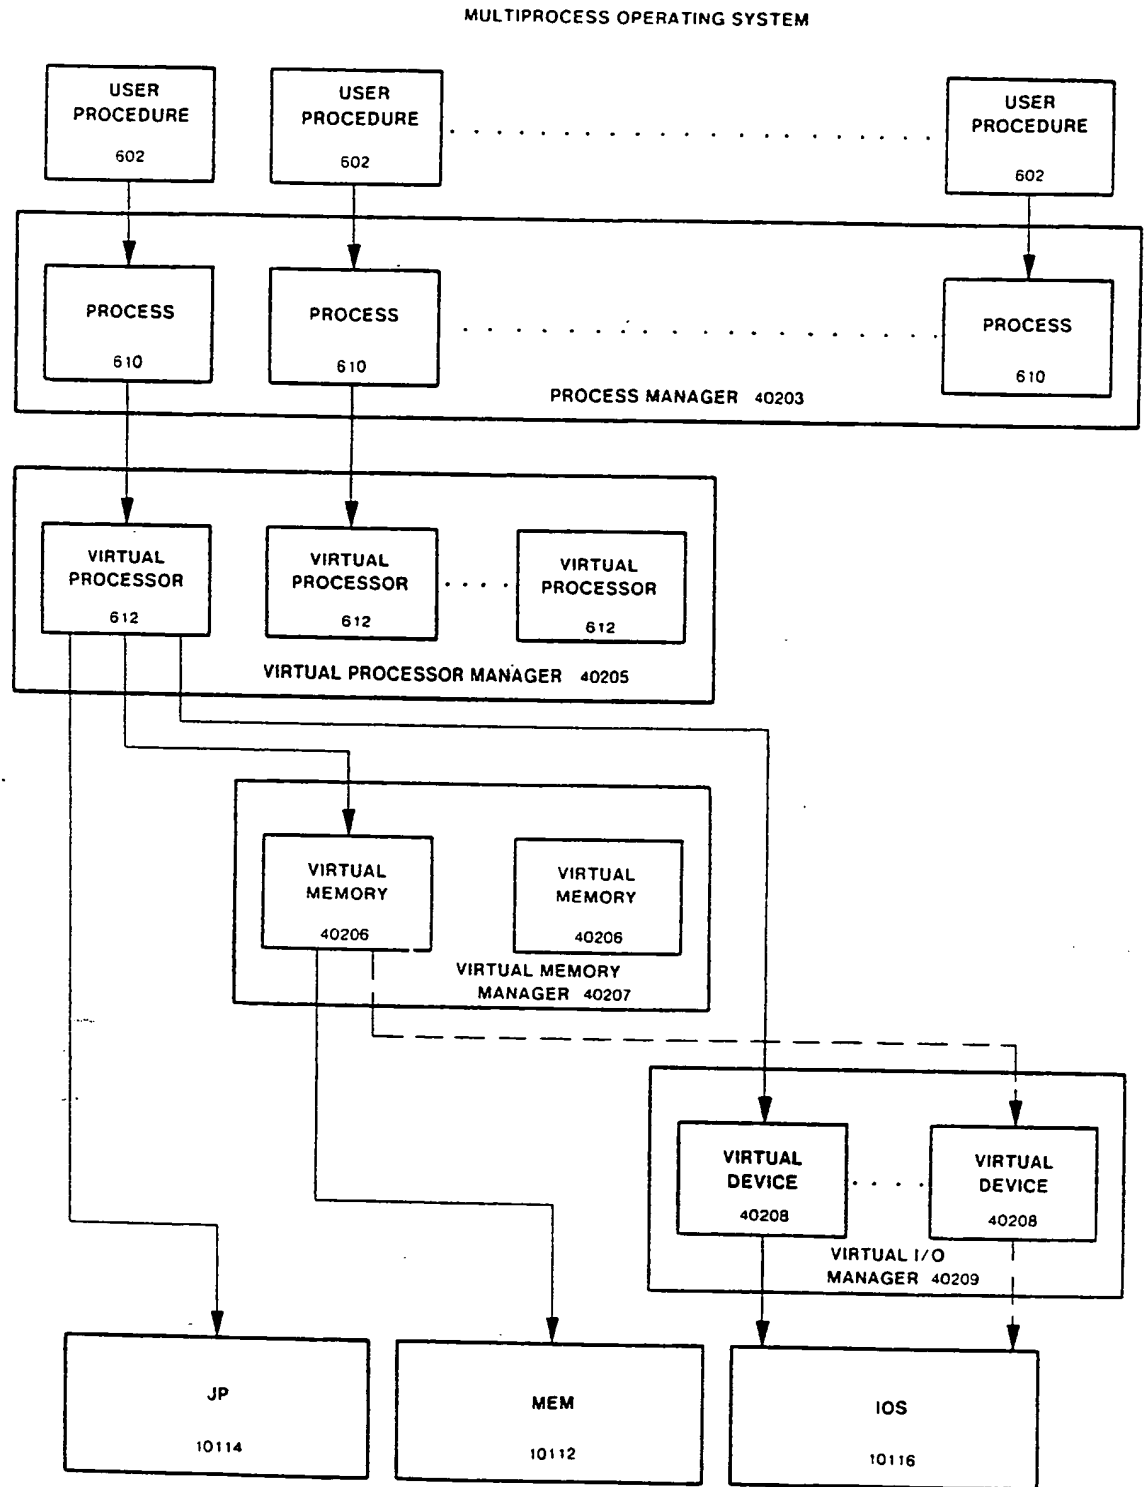 MULTIPROCESS OPERATING SYSTEM
USER
PROCEDURE
602
USER
PROCEDURE
602
USER
PROCEDURE
602
PROCESS
610
PROCESS
610
PROCESS
610
PROCESS MANAGER 40203
VIRTUAL
PROCESSOR
612
VIRTUAL
PROCESSOR
612
VIRTUAL
PROCESSOR
612
VIRTUAL PROCESSOR MANAGER 40205
VIRTUAL
MEMORY
40206
VIRTUAL
MEMORY
40206
VIRTUAL MEMORY
MANAGER 40207
VIRTUAL
DEVICE
40208
VIRTUAL
DEVICE
40208
VIRTUAL I/O
MANAGER 40209
JP
10114
MEM
10112
IOS
10116